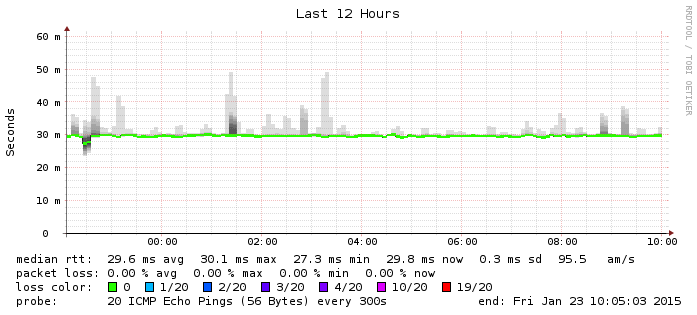 Last 12 Hours
RRDTOOL / TOBI OETIKER
Seconds
60 m
50 m
40 m
30 m
20 m
10 m
0
00:00 02:00 04:00 06:00 08:00 10:00
median rtt: 29.6 ms avg 30.1 ms max 27.3 ms min 29.8 ms now 0.3 ms sd 95.5 am/s
packet loss: 0.00 % avg 0.00 % max 0.00 % min 0.00 % now
loss color: 0 1/20 2/20 3/20 4/20 10/20 19/20
probe: 20 ICMP Echo Pings (56 Bytes) every 300s end: Fri Jan 23 10:05:03 2015